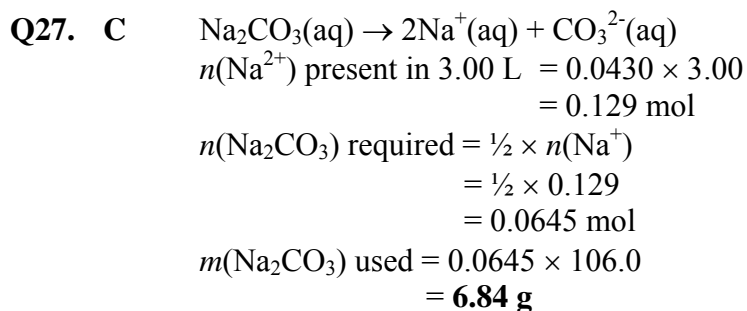 Q27. C Na₂CO₃(aq) → 2Na⁺(aq) + CO₃²⁻(aq)
n(Na²⁺) present in 3.00 L = 0.0430 × 3.00
= 0.129 mol
n(Na₂CO₃) required = ½ × n(Na⁺)
= ½ × 0.129
= 0.0645 mol
m(Na₂CO₃) used = 0.0645 × 106.0
= 6.84 g